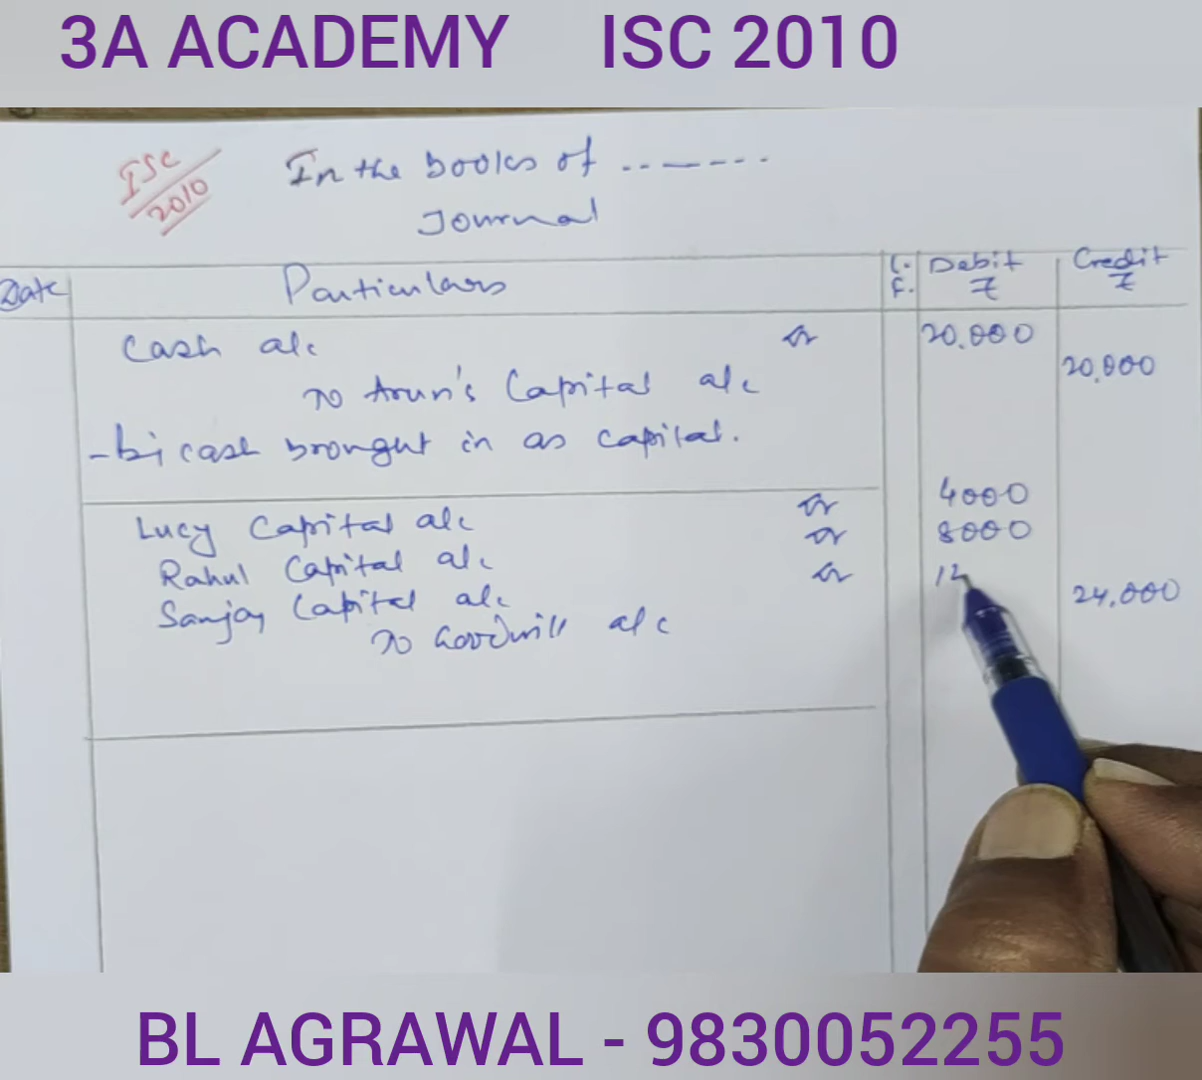 3A ACADEMY ISC 2010
ISC 2010
In the books of .......
Journal
Date Particulars L.F. Debit ₹ Credit ₹
Cash a/c Dr 20,000
To Arun's Capital a/c 20,000
- bi cash brought in as capital.
Lucy Capital a/c Dr 4000
Rahul Capital a/c Dr 8000
Sanjay Capital a/c Dr 12
To Goodwill a/c 24,000
BL AGRAWAL - 9830052255